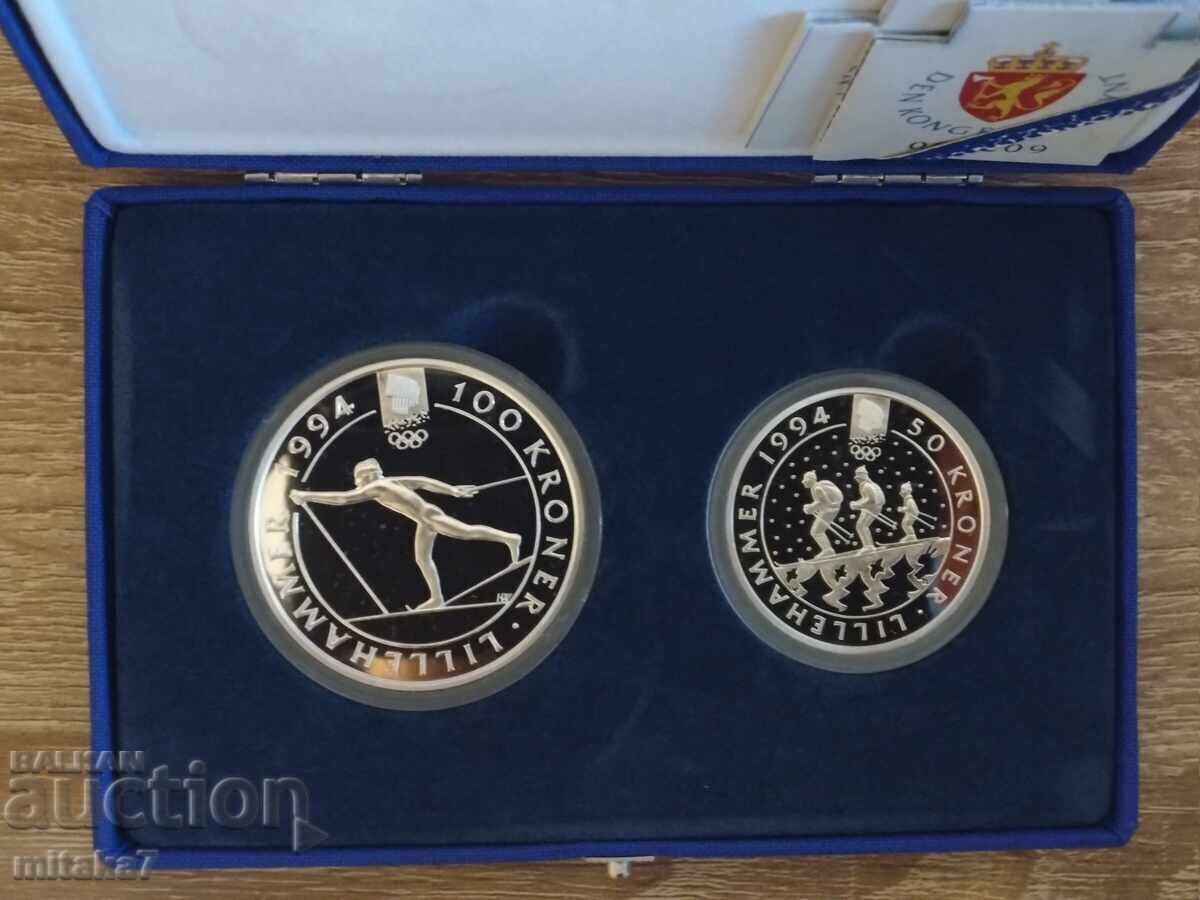 DEN KONGE
LILLEHAMMER 1994 100 KRONER ·
LILLEHAMMER 1994 50 KRONER ·
BALKAN
auction
mitaka7